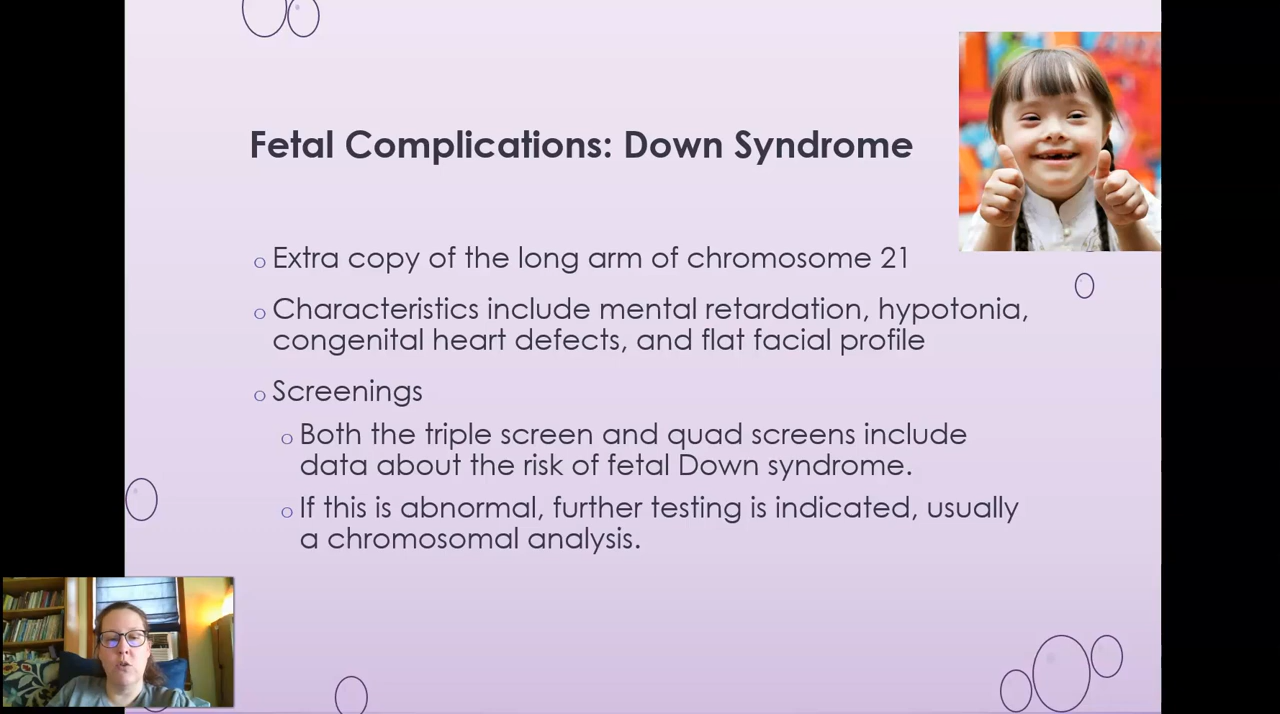 Fetal Complications: Down Syndrome
Extra copy of the long arm of chromosome 21
Characteristics include mental retardation, hypotonia,
congenital heart defects, and flat facial profile
Screenings
Both the triple screen and quad screens include
data about the risk of fetal Down syndrome.
If this is abnormal, further testing is indicated, usually
a chromosomal analysis.